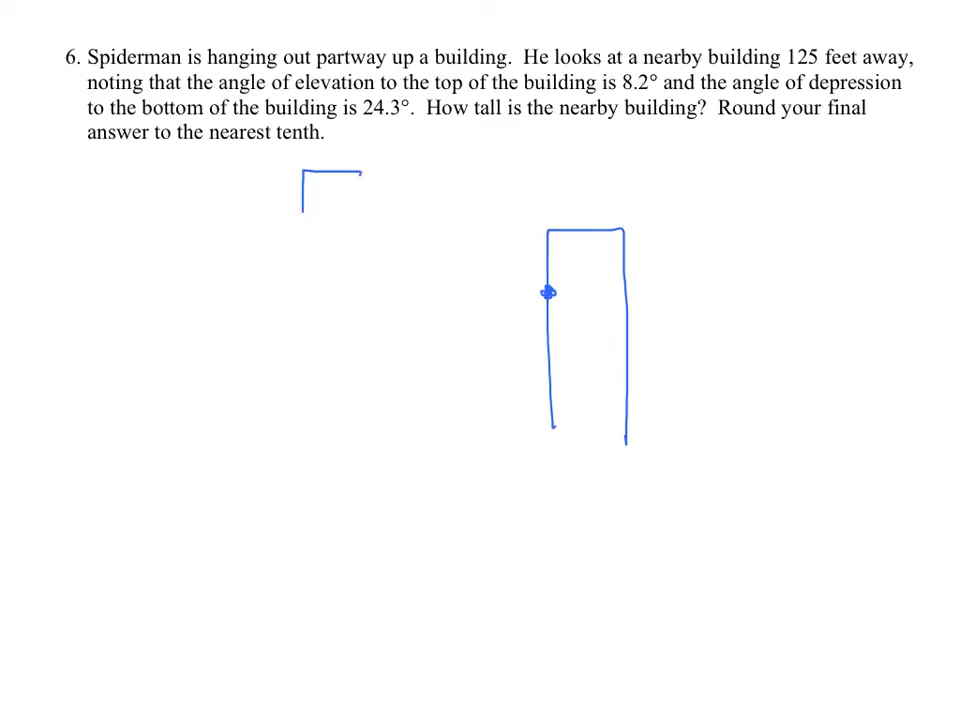 6. Spiderman is hanging out partway up a building.  He looks at a nearby building 125 feet away,
noting that the angle of elevation to the top of the building is 8.2° and the angle of depression
to the bottom of the building is 24.3°.  How tall is the nearby building?  Round your final
answer to the nearest tenth.